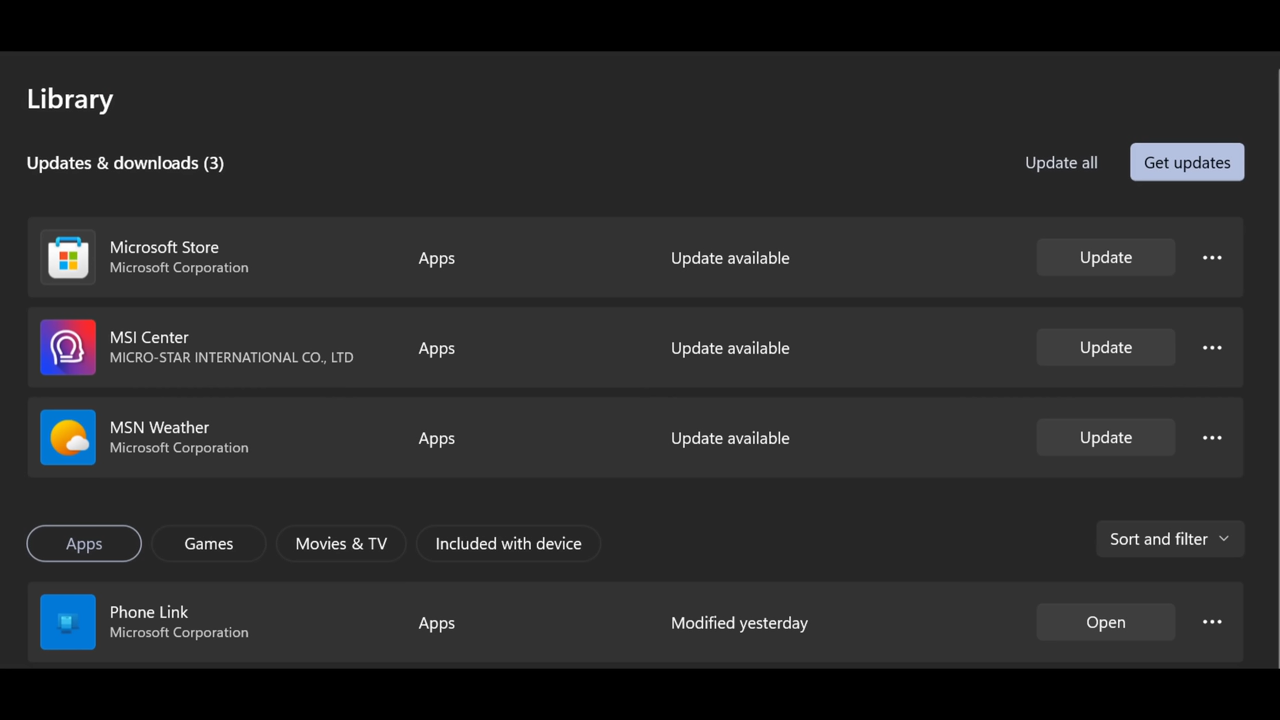 Library
Updates & downloads (3)
Update all
Get updates
Microsoft Store
Microsoft Corporation
Apps
Update available
Update
MSI Center
MICRO-STAR INTERNATIONAL CO., LTD
Apps
Update available
Update
MSN Weather
Microsoft Corporation
Apps
Update available
Update
Apps
Games
Movies & TV
Included with device
Sort and filter
Phone Link
Microsoft Corporation
Apps
Modified yesterday
Open